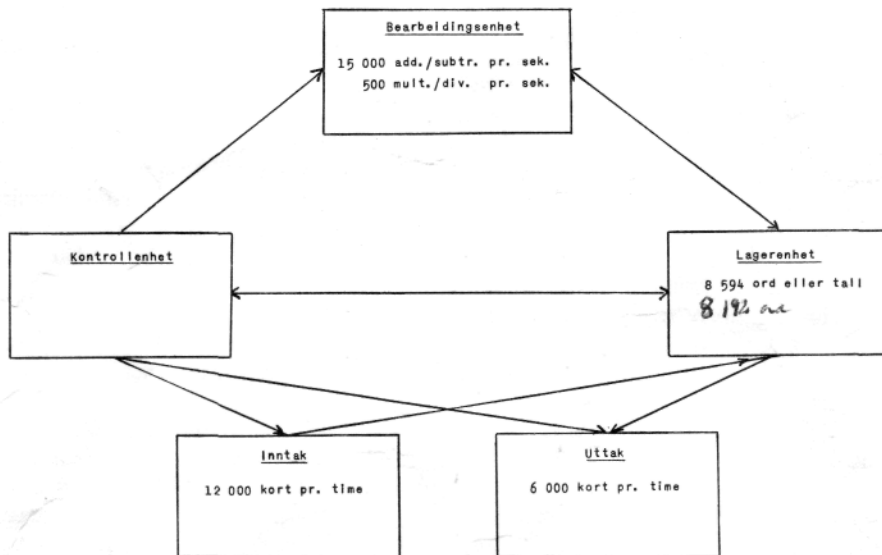 Bearbeidingsenhet
15 000 add./subtr. pr. sek.
500 mult./div. pr. sek.
Kontrollenhet
Lagerenhet
8 594 ord eller tall
8 192 ord
Inntak
12 000 kort pr. time
Uttak
6 000 kort pr. time